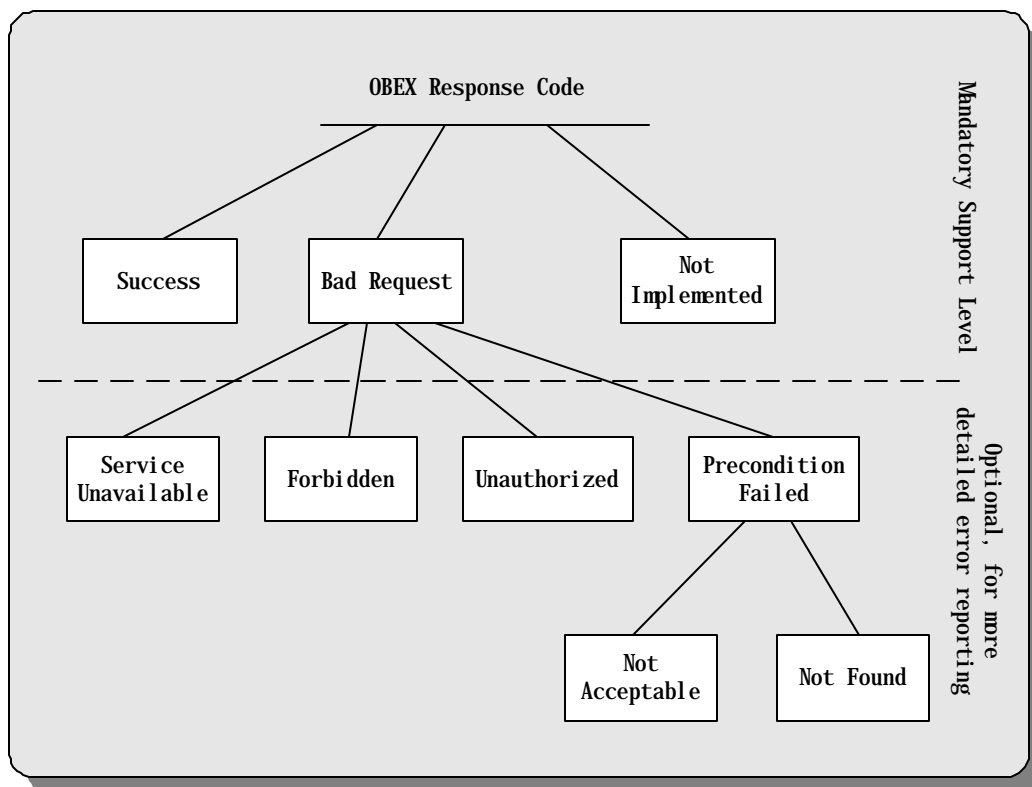 OBEX Response Code
Mandatory Support Level
Success
Bad Request
Not
Implemented
Optional, for more
detailed error reporting
Service
Unavailable
Forbidden
Unauthorized
Precondition
Failed
Not
Acceptable
Not Found